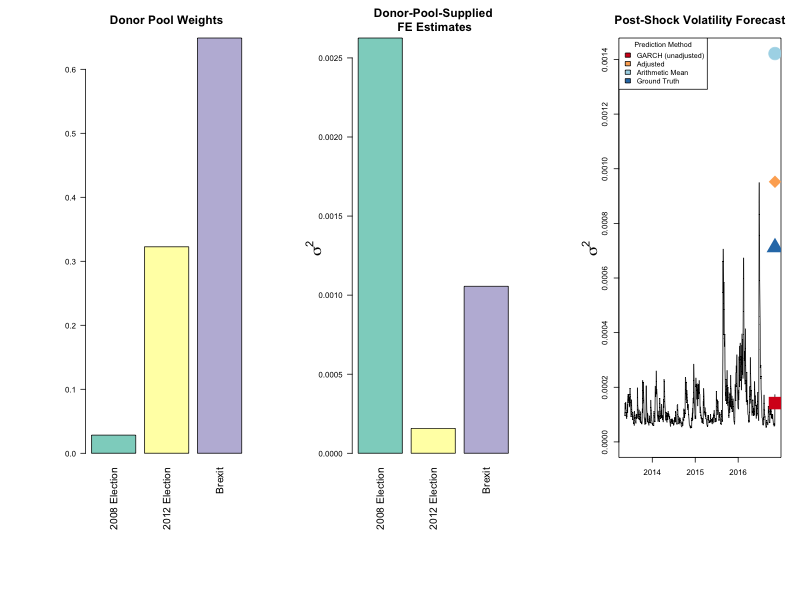 Donor Pool Weights
0.6
0.5
0.4
0.3
0.2
0.1
0.0
2008 Election
2012 Election
Brexit
Donor-Pool-Supplied
FE Estimates
σ²
0.0025
0.0020
0.0015
0.0010
0.0005
0.0000
2008 Election
2012 Election
Brexit
Post-Shock Volatility Forecast
σ²
0.0014
0.0012
0.0010
0.0008
0.0006
0.0004
0.0002
0.0000
Prediction Method
GARCH (unadjusted)
Adjusted
Arithmetic Mean
Ground Truth
2014
2015
2016